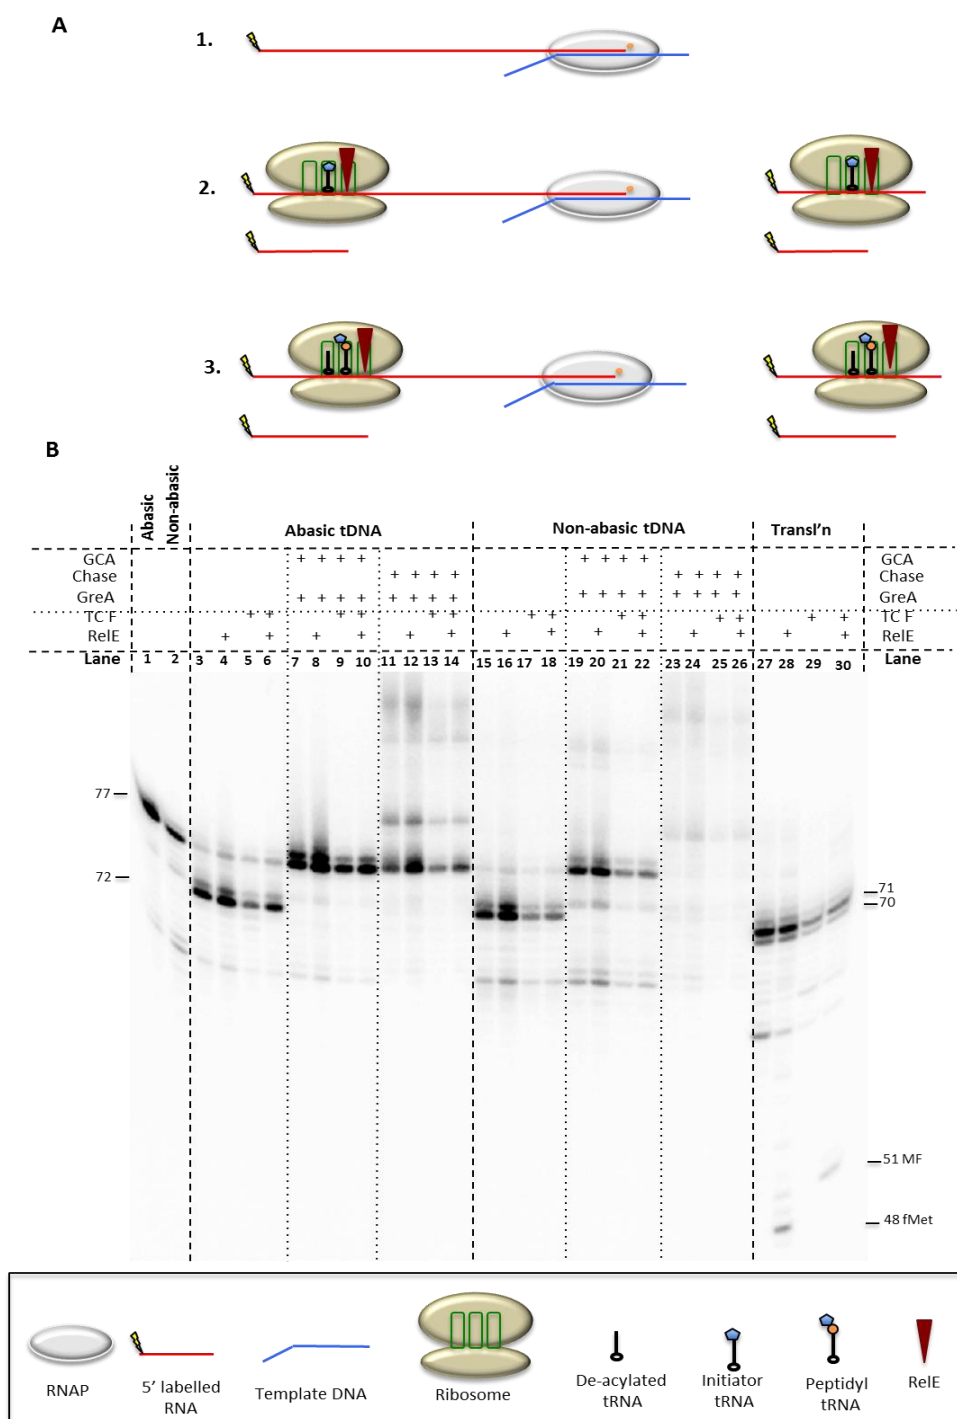 A
1.
2.
3.
B
Abasic
Non-abasic
Abasic tDNA
Non-abasic tDNA
Transl'n
GCA + + + + + + + + GCA
Chase + + + + + + + + Chase
GreA + + + + + + + + + + + + + + + + GreA
TC F + + + + + + + + + + + + + + TC F
RelE + + + + + + + + + + + + + + RelE
Lane 1 2 3 4 5 6 7 8 9 10 11 12 13 14 15 16 17 18 19 20 21 22 23 24 25 26 27 28 29 30 Lane
77
72
71
70
51 MF
48 fMet
RNAP
5' labelled RNA
Template DNA
Ribosome
De-acylated tRNA
Initiator tRNA
Peptidyl tRNA
RelE